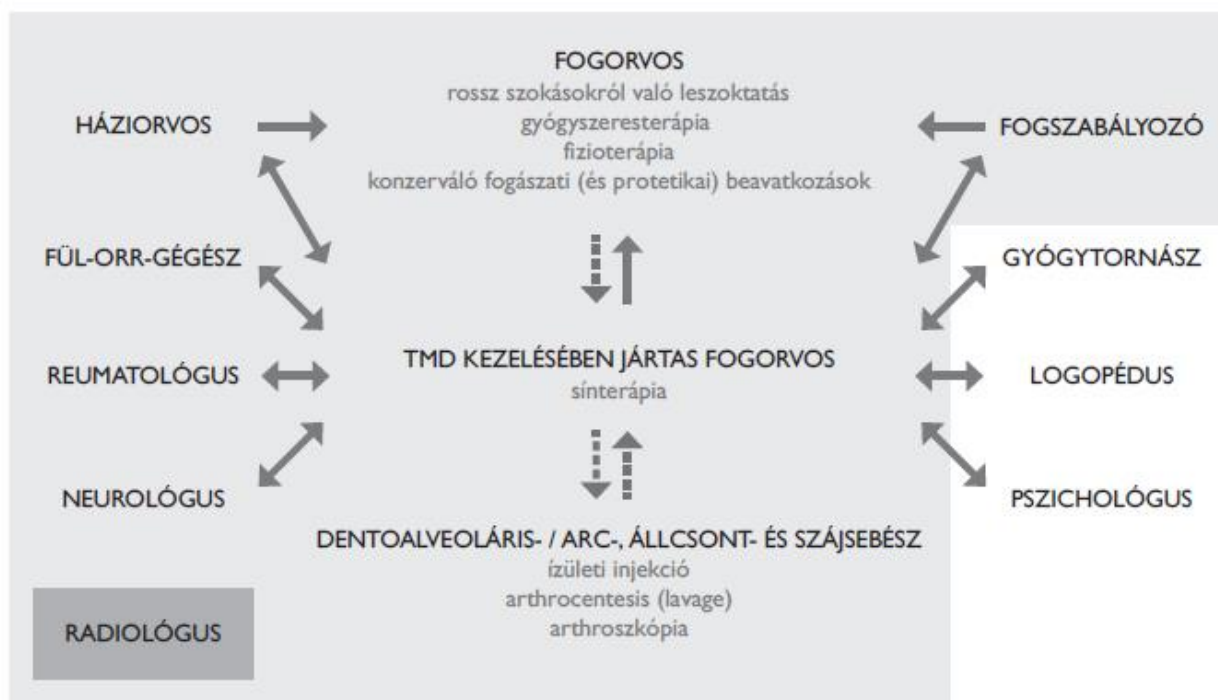 FOGORVOS
rossz szokásokról való leszoktatás
gyógyszeresterápia
fizioterápia
konzerváló fogászati (és protetikai) beavatkozások
HÁZIORVOS
FOGSZABÁLYOZÓ
FÜL-ORR-GÉGÉSZ
GYÓGYTORNÁSZ
TMD KEZELÉSÉBEN JÁRTAS FOGORVOS
sínterápia
REUMATOLÓGUS
LOGOPÉDUS
NEUROLÓGUS
PSZICHOLÓGUS
DENTOALVEOLÁRIS- / ARC-, ÁLLCSONT- ÉS SZÁJSEBÉSZ
ízületi injekció
arthrocentesis (lavage)
arthroszkópia
RADIOLÓGUS